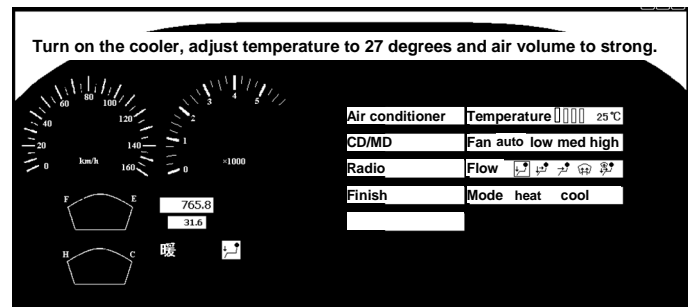 Turn on the cooler, adjust temperature to 27 degrees and air volume to strong.
0 20 40 60 80 100 120 140 160
km/h
0 1 2 3 4 5
×1000
Air conditioner
Temperature 25℃
CD/MD
Fan auto low med high
Radio
Flow
Finish
Mode heat cool
F E
765.8
31.6
H C
暖